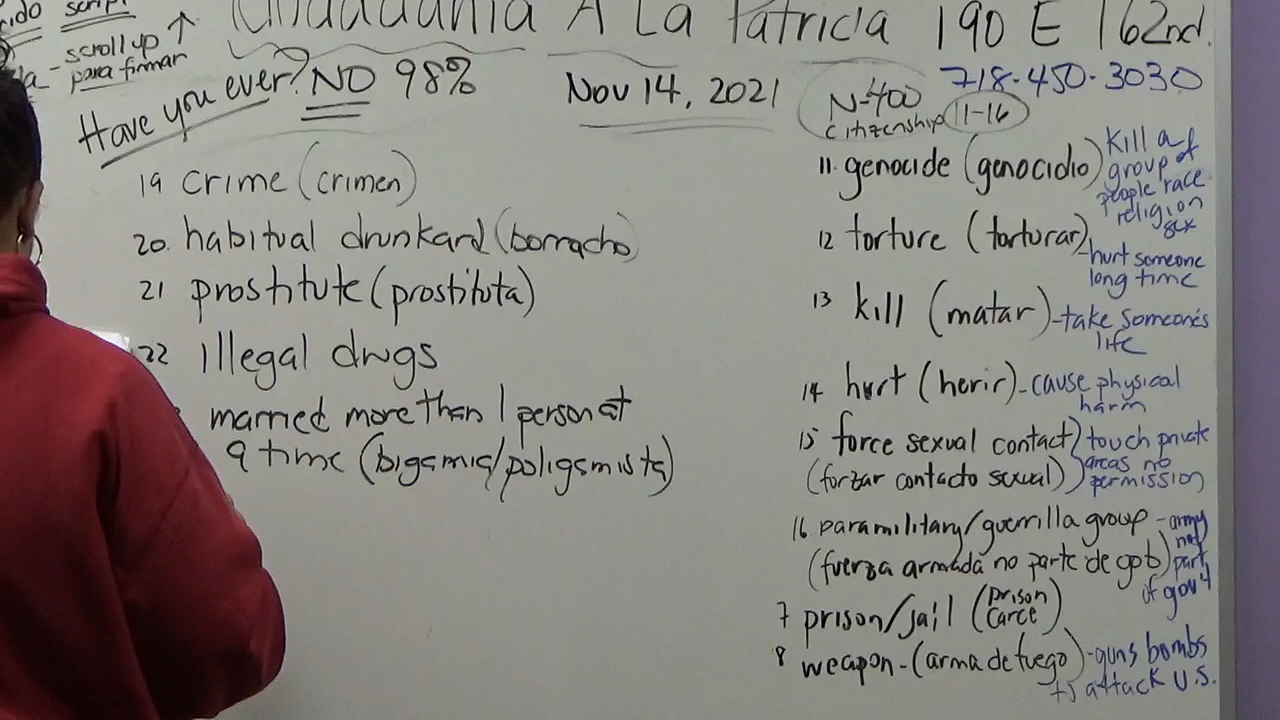 script
scroll up ↑
para firmar
Ciudadanía A La Patricia 190 E 162nd.
718-450-3030
Have you ever? NO 98%
Nov 14, 2021
N-400
citizenship 11-16
19 crime (crimen)
20. habitual drunkard (borracho)
21 prostitute (prostituta)
22 illegal drugs
married more than 1 person at
a time (bigamia/poligamista)
11. genocide (genocidio) kill a
group of
people race
religion
sex
12 torture (torturar) - hurt someone
long time
13 kill (matar) - take someone's
life
14 hurt (herir) - cause physical
harm
15 force sexual contact
(forzar contacto sexual)
touch private
areas no
permission
16 paramilitary/guerrilla group - army
(fuerza armada no parte de gob)
not
part
of gov't
7 prison/jail (prison
carce)
8 weapon - (arma de fuego) - guns bombs
to attack U.S.